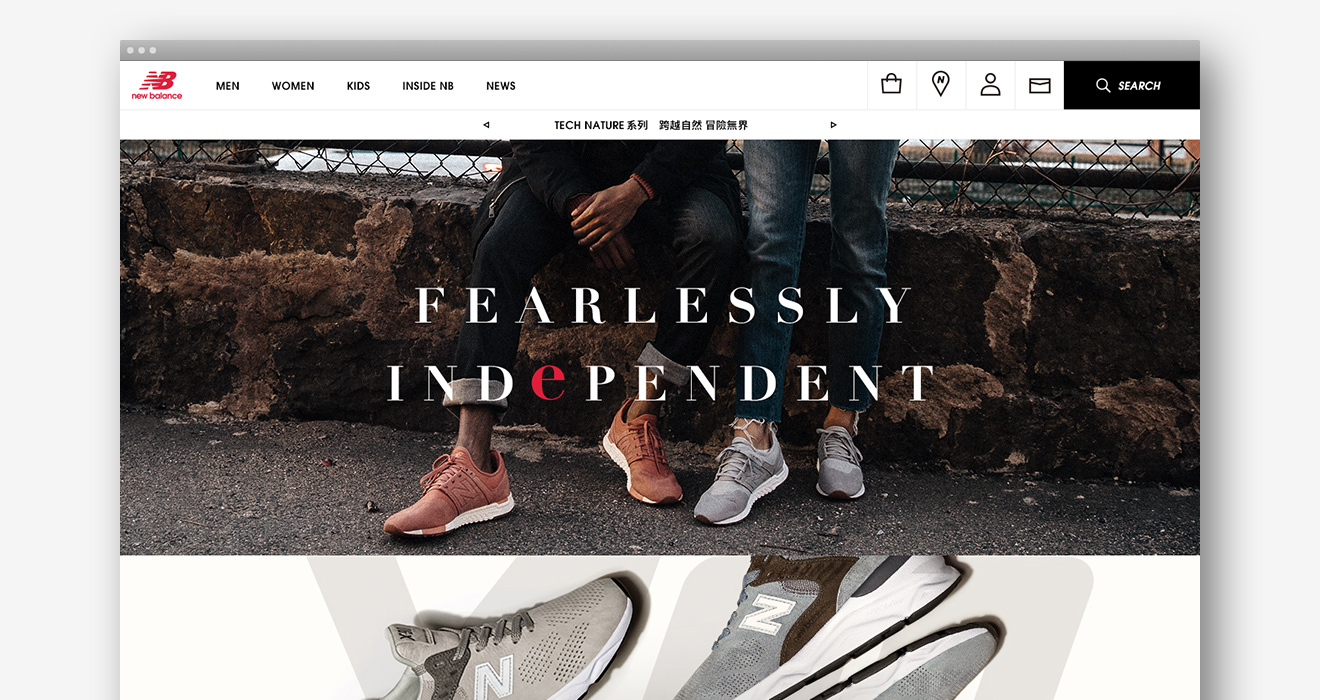 new balance
MEN
WOMEN
KIDS
INSIDE NB
NEWS
N
SEARCH
TECH NATURE 系列 跨越自然 冒險無界
FEARLESSLY
INDePENDENT
N
N